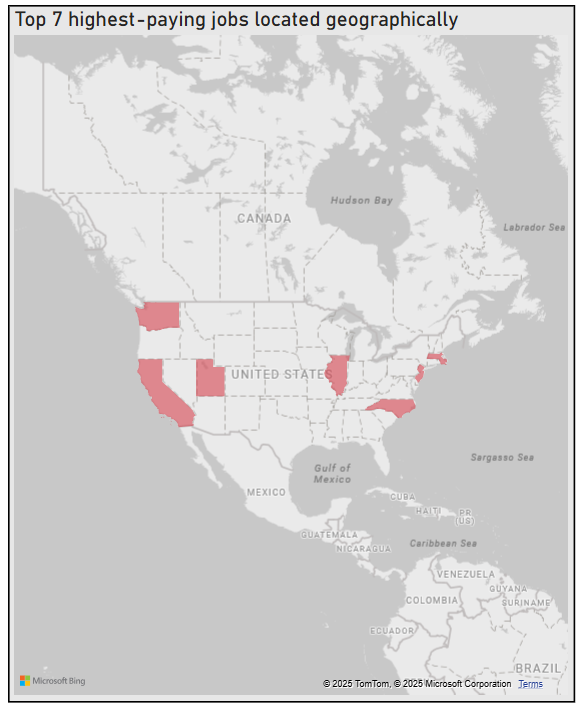 Top 7 highest-paying jobs located geographically
Hudson Bay
CANADA
Labrador Sea
UNITED STATES
Sargasso Sea
Gulf of
Mexico
MEXICO
CUBA
HAITI
PR
(US)
GUATEMALA
NICARAGUA
Caribbean Sea
VENEZUELA
GUYANA
COLOMBIA
SURINAME
ECUADOR
BRAZIL
Microsoft Bing
© 2025 TomTom, © 2025 Microsoft Corporation Terms